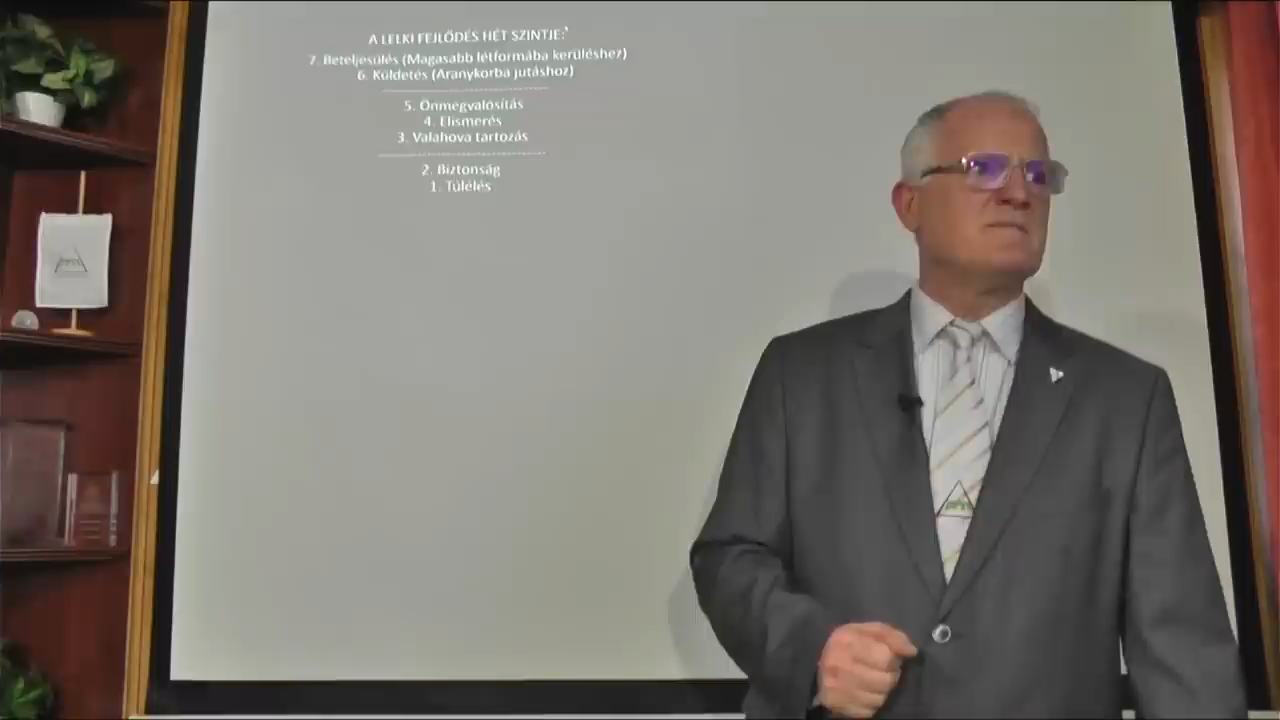 A LELKI FEJLŐDÉS HÉT SZINTJE:
7. Beteljesülés (Magasabb létformába kerüléshez)
6. Küldetés (Aranykorba jutáshoz)
5. Önmegvalósítás
4. Elismerés
3. Valahova tartozás
2. Biztonság
1. Túlélés